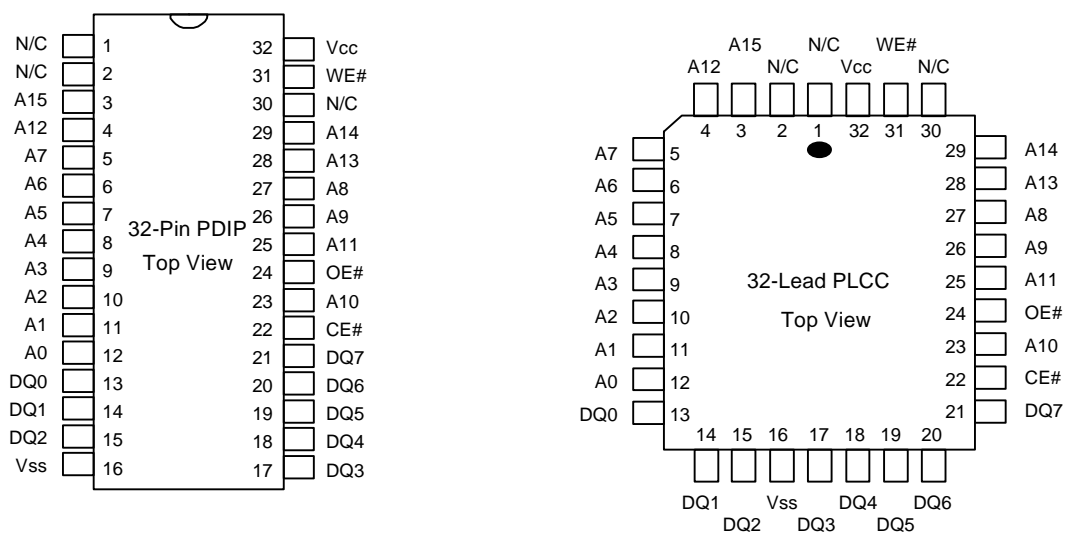 N/C 1 32 Vcc
N/C 2 31 WE#
A15 3 30 N/C
A12 4 29 A14
A7 5 28 A13
A6 6 27 A8
A5 7 26 A9
A4 8 25 A11
A3 9 24 OE#
A2 10 23 A10
A1 11 22 CE#
A0 12 21 DQ7
DQ0 13 20 DQ6
DQ1 14 19 DQ5
DQ2 15 18 DQ4
Vss 16 17 DQ3
32-Pin PDIP
Top View
A15 N/C WE#
A12 N/C Vcc N/C
4 3 2 1 32 31 30
A7 5 29 A14
A6 6 28 A13
A5 7 27 A8
A4 8 26 A9
A3 9 25 A11
A2 10 24 OE#
A1 11 23 A10
A0 12 22 CE#
DQ0 13 21 DQ7
32-Lead PLCC
Top View
14 15 16 17 18 19 20
DQ1 Vss DQ4 DQ6
DQ2 DQ3 DQ5